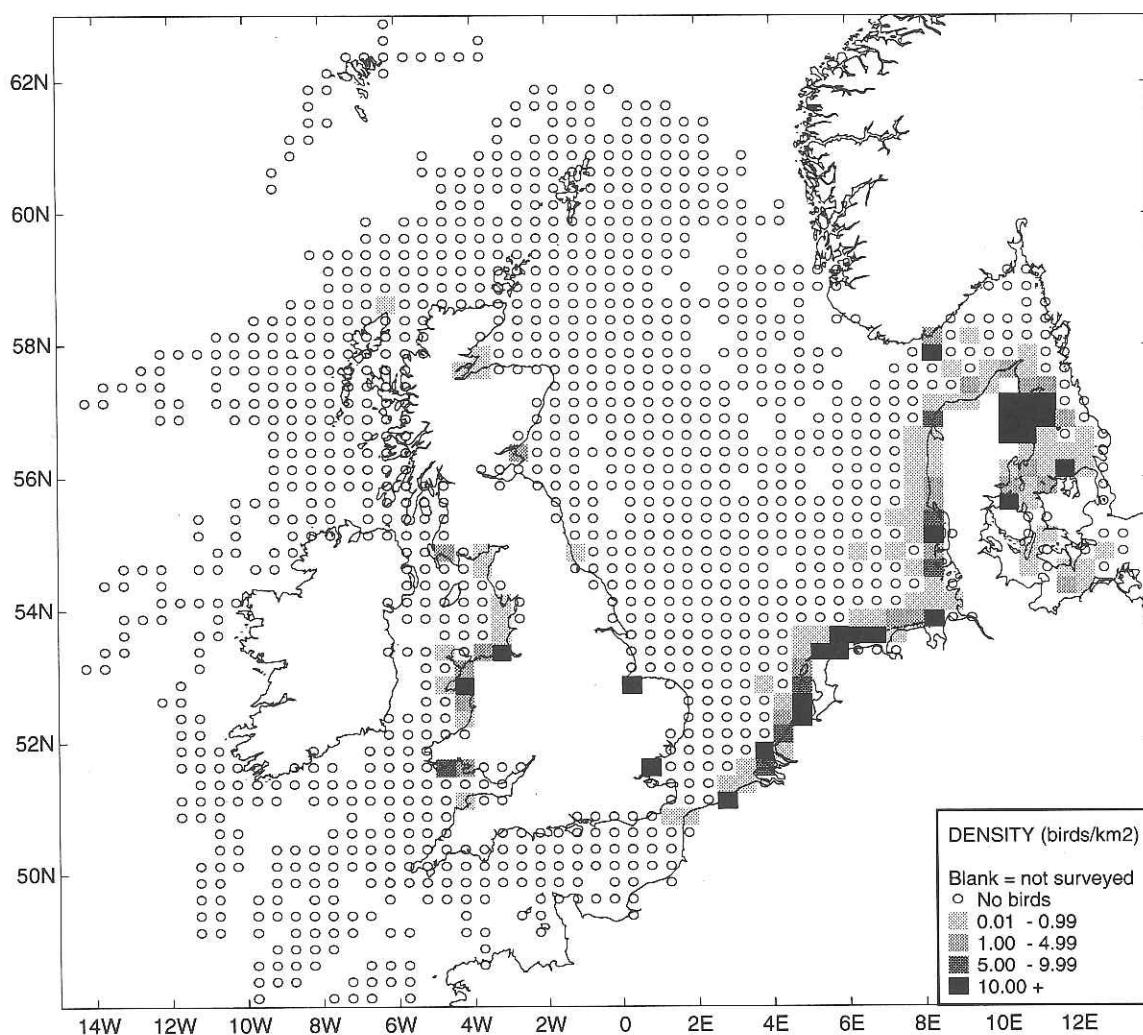 62N
60N
58N
56N
54N
52N
50N
14W 12W 10W 8W 6W 4W 2W 0 2E 4E 6E 8E 10E 12E
DENSITY (birds/km2)
Blank = not surveyed
No birds
0.01 - 0.99
1.00 - 4.99
5.00 - 9.99
10.00 +